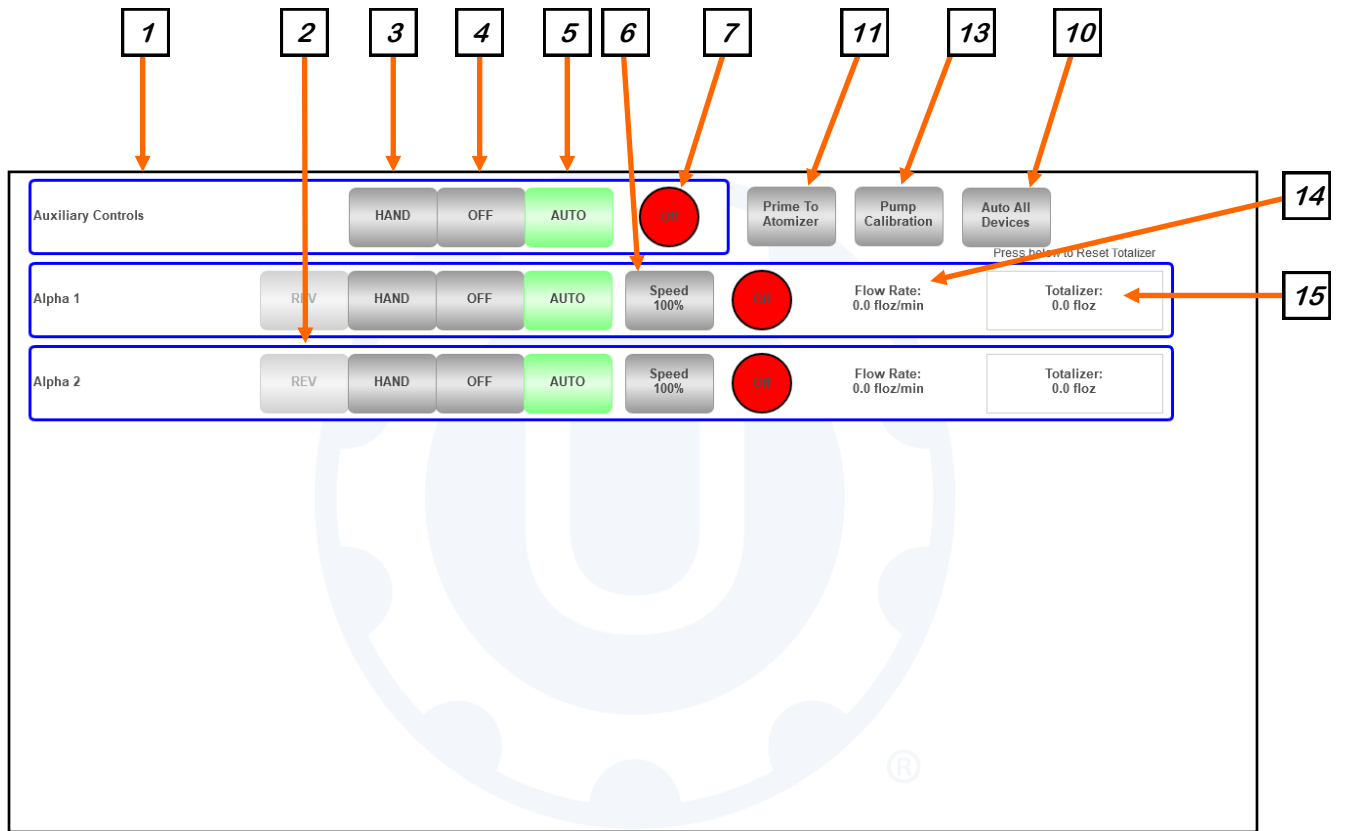 1 2 3 4 5 6 7 11 13 10
14
15
Auxiliary Controls HAND OFF AUTO Off Prime To Atomizer Pump Calibration Auto All Devices
Press below to Reset Totalizer
Alpha 1 REV HAND OFF AUTO Speed 100% Off Flow Rate: 0.0 floz/min Totalizer: 0.0 floz
Alpha 2 REV HAND OFF AUTO Speed 100% Off Flow Rate: 0.0 floz/min Totalizer: 0.0 floz
U
®